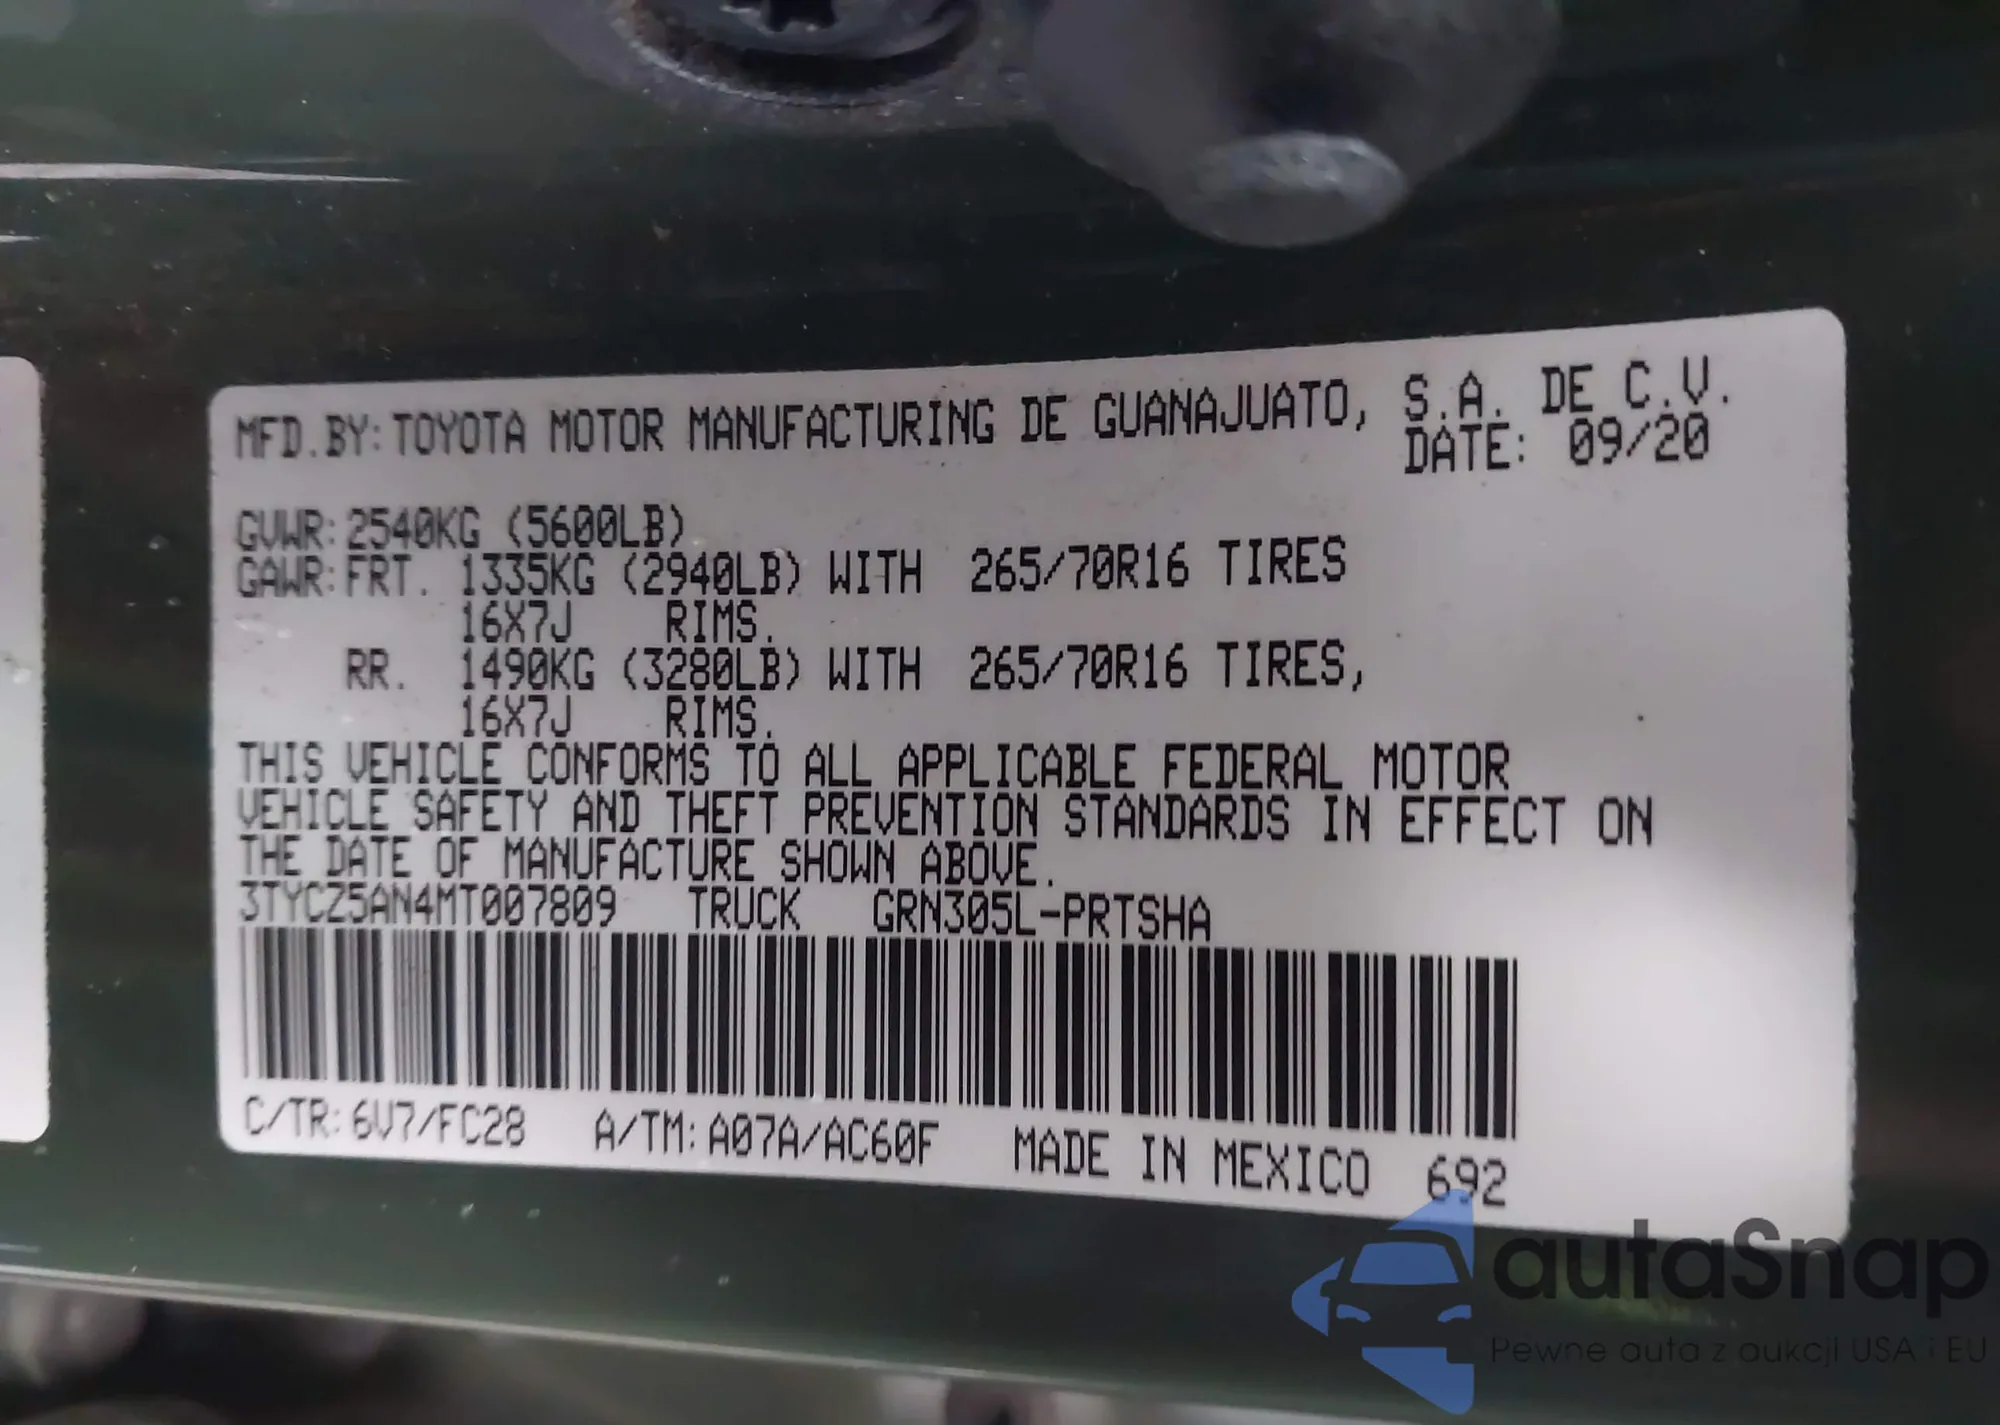 MFD.BY: TOYOTA MOTOR MANUFACTURING DE GUANAJUATO, S.A. DE C.V.
DATE: 09/20
GVWR: 2540KG (5600LB)
GAWR: FRT. 1335KG (2940LB) WITH 265/70R16 TIRES
16X7J RIMS.
RR. 1490KG (3280LB) WITH 265/70R16 TIRES,
16X7J RIMS.
THIS VEHICLE CONFORMS TO ALL APPLICABLE FEDERAL MOTOR
VEHICLE SAFETY AND THEFT PREVENTION STANDARDS IN EFFECT ON
THE DATE OF MANUFACTURE SHOWN ABOVE.
3TYCZ5AN4MT007809 TRUCK GRN305L-PRTSHA
C/TR: 6V7/FC28 A/TM: A07A/AC60F MADE IN MEXICO 692
autaSnap
Pewne auta z aukcji USA i EU